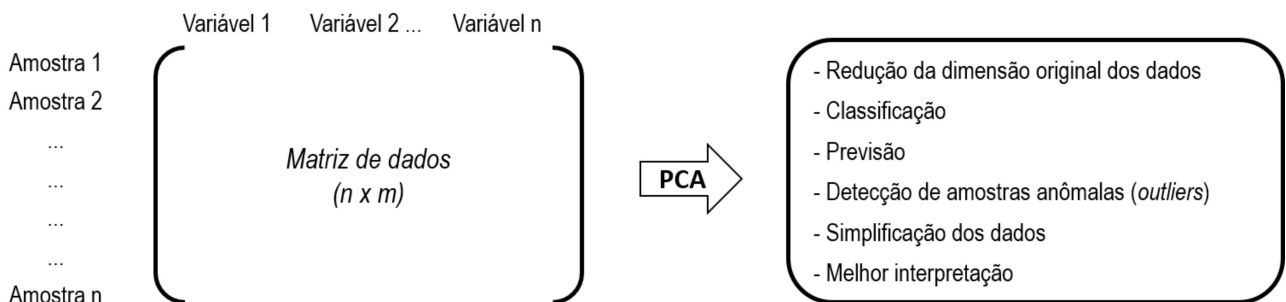 Variável 1 Variável 2 ... Variável n
Amostra 1
Amostra 2
...
...
...
...
Amostra n
Matriz de dados
(n x m)
PCA
- Redução da dimensão original dos dados
- Classificação
- Previsão
- Detecção de amostras anômalas (outliers)
- Simplificação dos dados
- Melhor interpretação